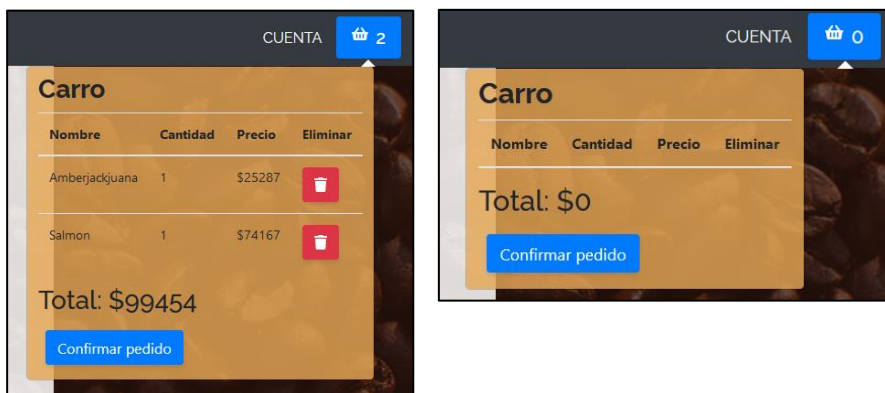 CUENTA 2
Carro
Nombre Cantidad Precio Eliminar
Amberjackjuana 1 $25287
Salmon 1 $74167
Total: $99454
Confirmar pedido
CUENTA 0
Carro
Nombre Cantidad Precio Eliminar
Total: $0
Confirmar pedido